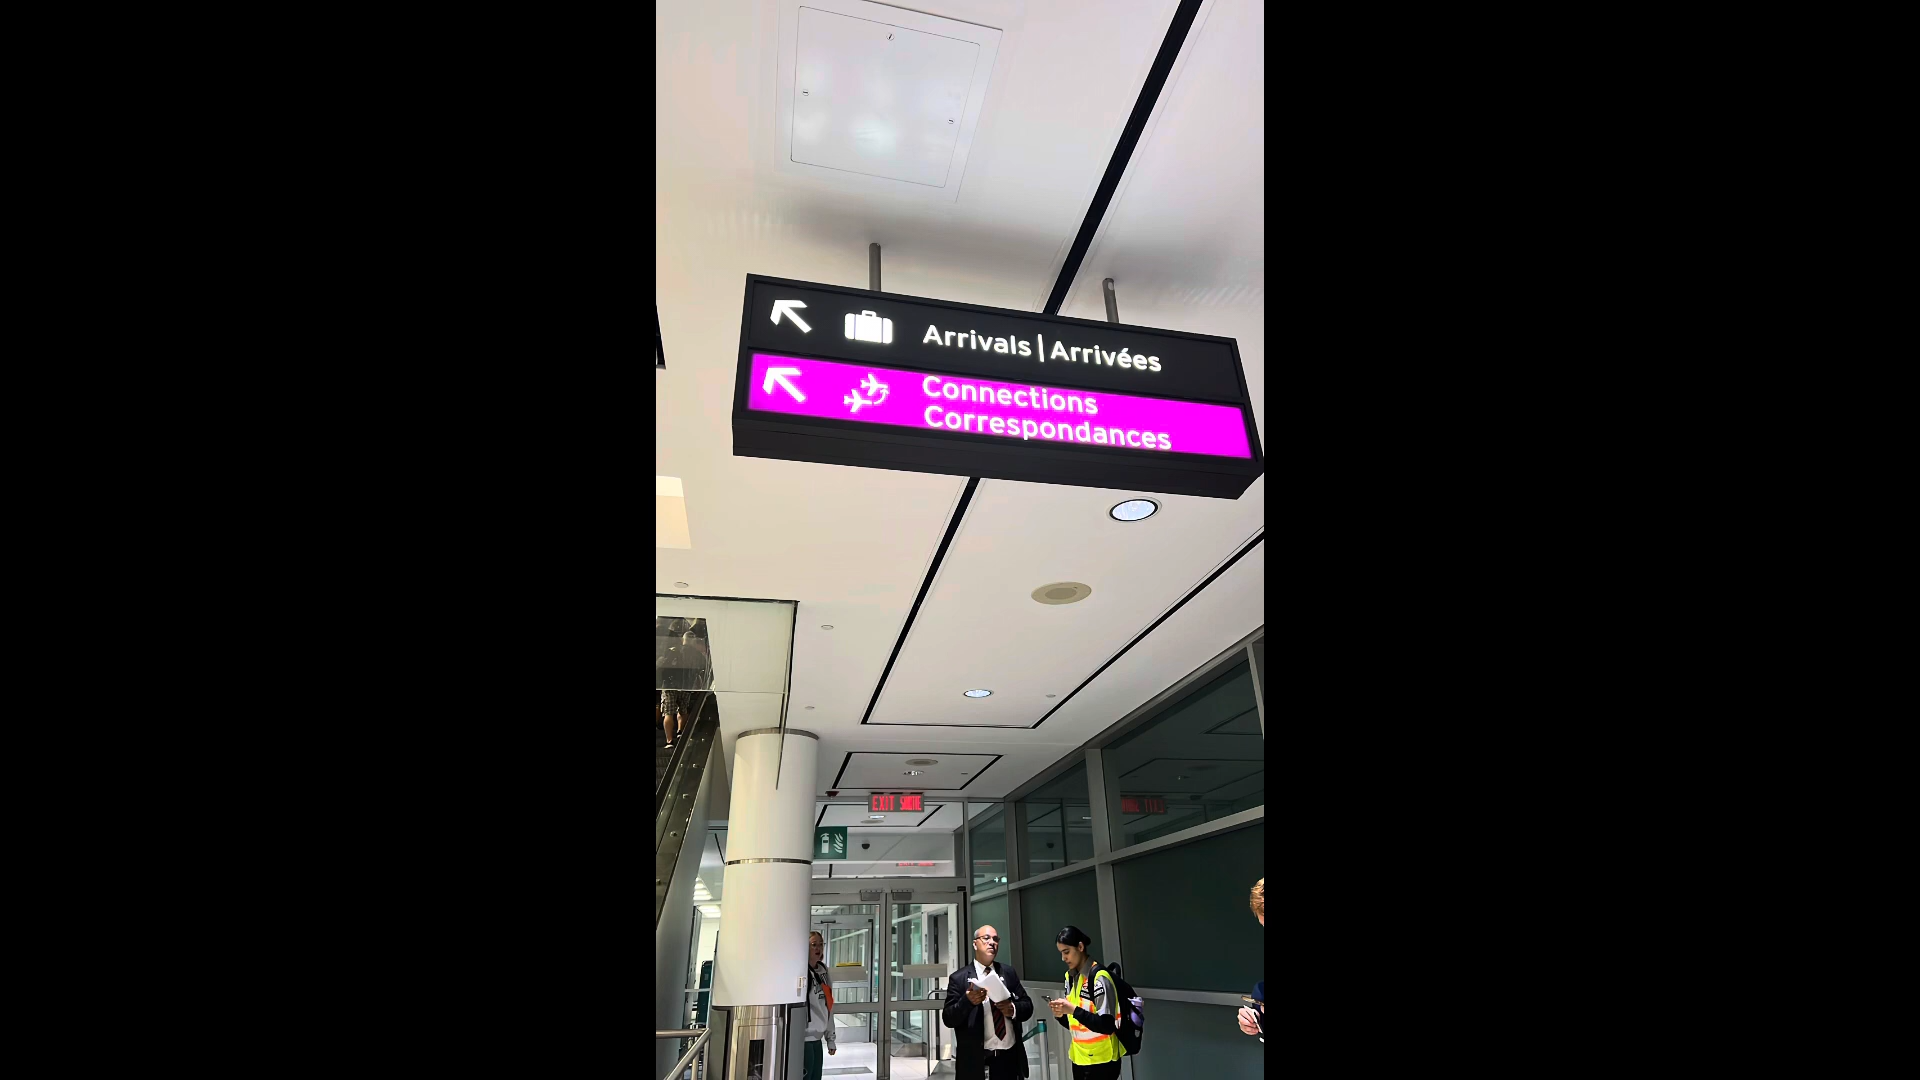 Arrivals | Arrivées
Connections
Correspondances
EXIT SORTIE